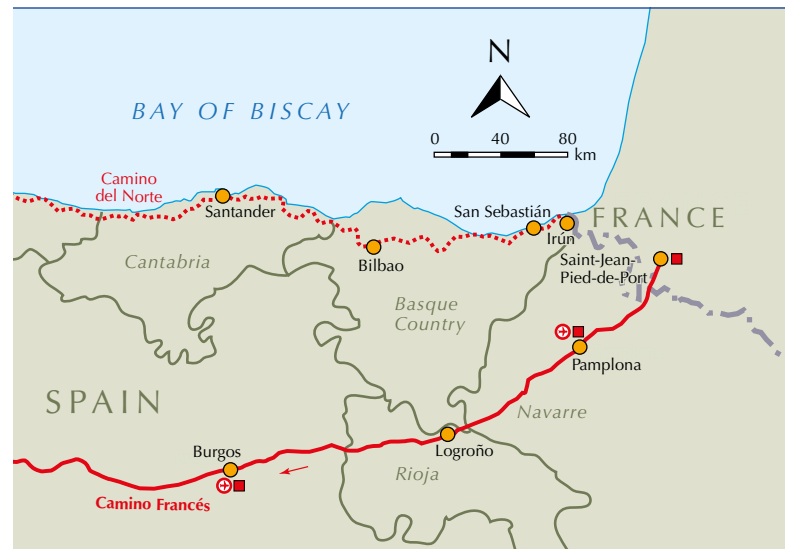 N
BAY OF BISCAY
0 40 80
km
Camino
del Norte
Santander
San Sebastián
FRANCE
Irún
Saint-Jean-
Pied-de-Port
Cantabria
Bilbao
Basque
Country
Pamplona
SPAIN
Navarre
Burgos
Logroño
Rioja
Camino Francés